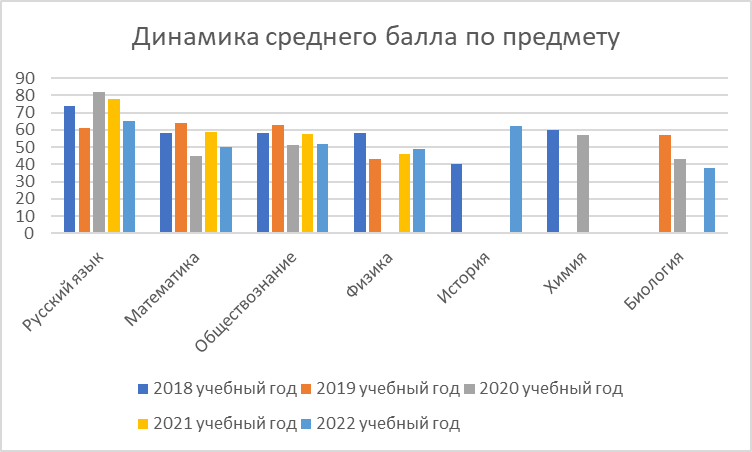 Динамика среднего балла по предмету
90
80
70
60
50
40
30
20
10
0
Русский язык
Математика
Обществознание
Физика
История
Химия
Биология
2018 учебный год 2019 учебный год 2020 учебный год
2021 учебный год 2022 учебный год